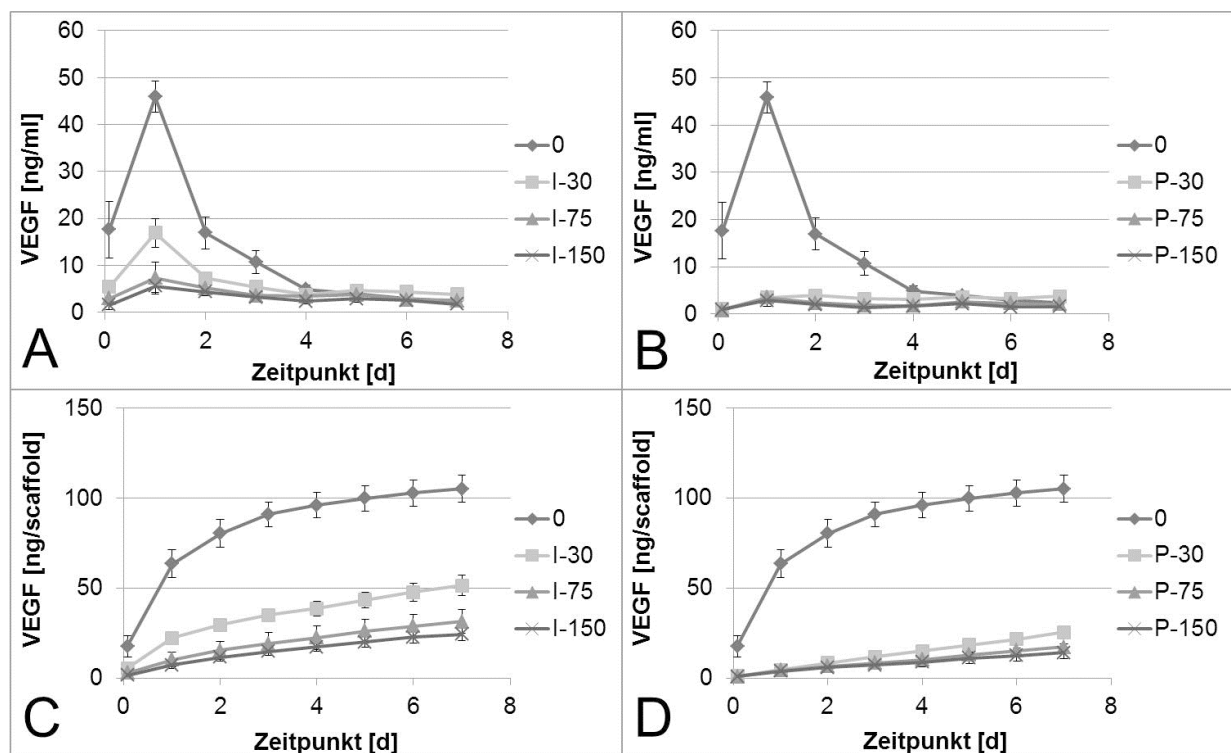 60
50
40
30
20
10
0
VEGF [ng/ml]
0 2 4 6 8
Zeitpunkt [d]
0
I-30
I-75
I-150
A
60
50
40
30
20
10
0
VEGF [ng/ml]
0 2 4 6 8
Zeitpunkt [d]
0
P-30
P-75
P-150
B
150
100
50
0
VEGF [ng/scaffold]
0 2 4 6 8
Zeitpunkt [d]
0
I-30
I-75
I-150
C
150
100
50
0
VEGF [ng/scaffold]
0 2 4 6 8
Zeitpunkt [d]
0
P-30
P-75
P-150
D